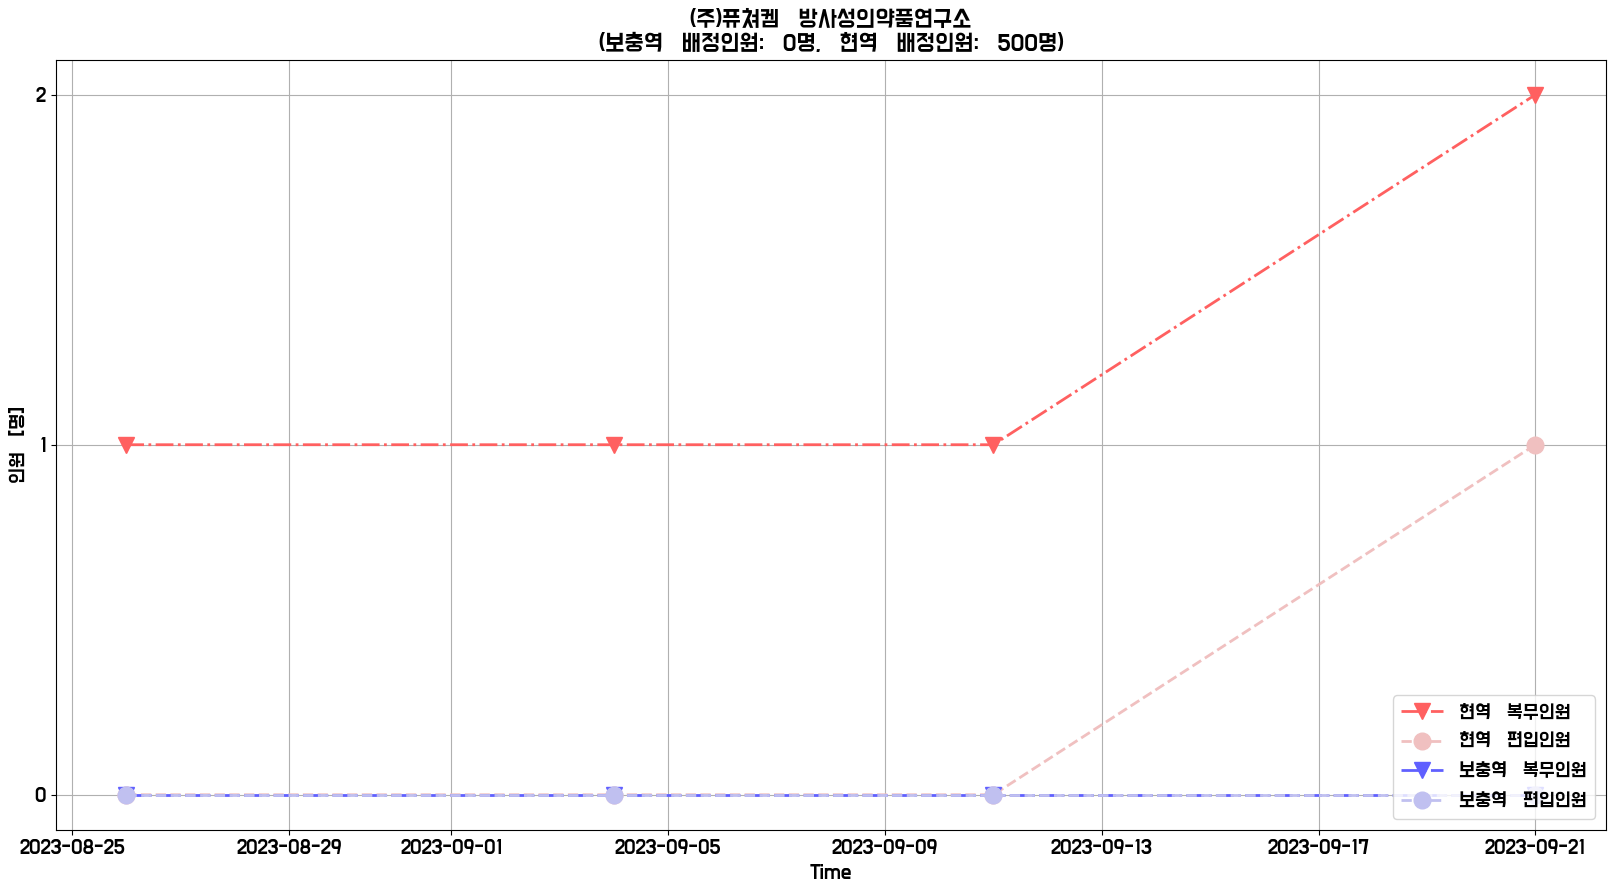 (주)퓨쳐켐 방사성의약품연구소
(보충역 배정인원: 0명, 현역 배정인원: 500명)
인원 [명]
2
1
0
현역 복무인원
현역 편입인원
보충역 복무인원
보충역 편입인원
2023-08-25
2023-08-29
2023-09-01
2023-09-05
2023-09-09
2023-09-13
2023-09-17
2023-09-21
Time